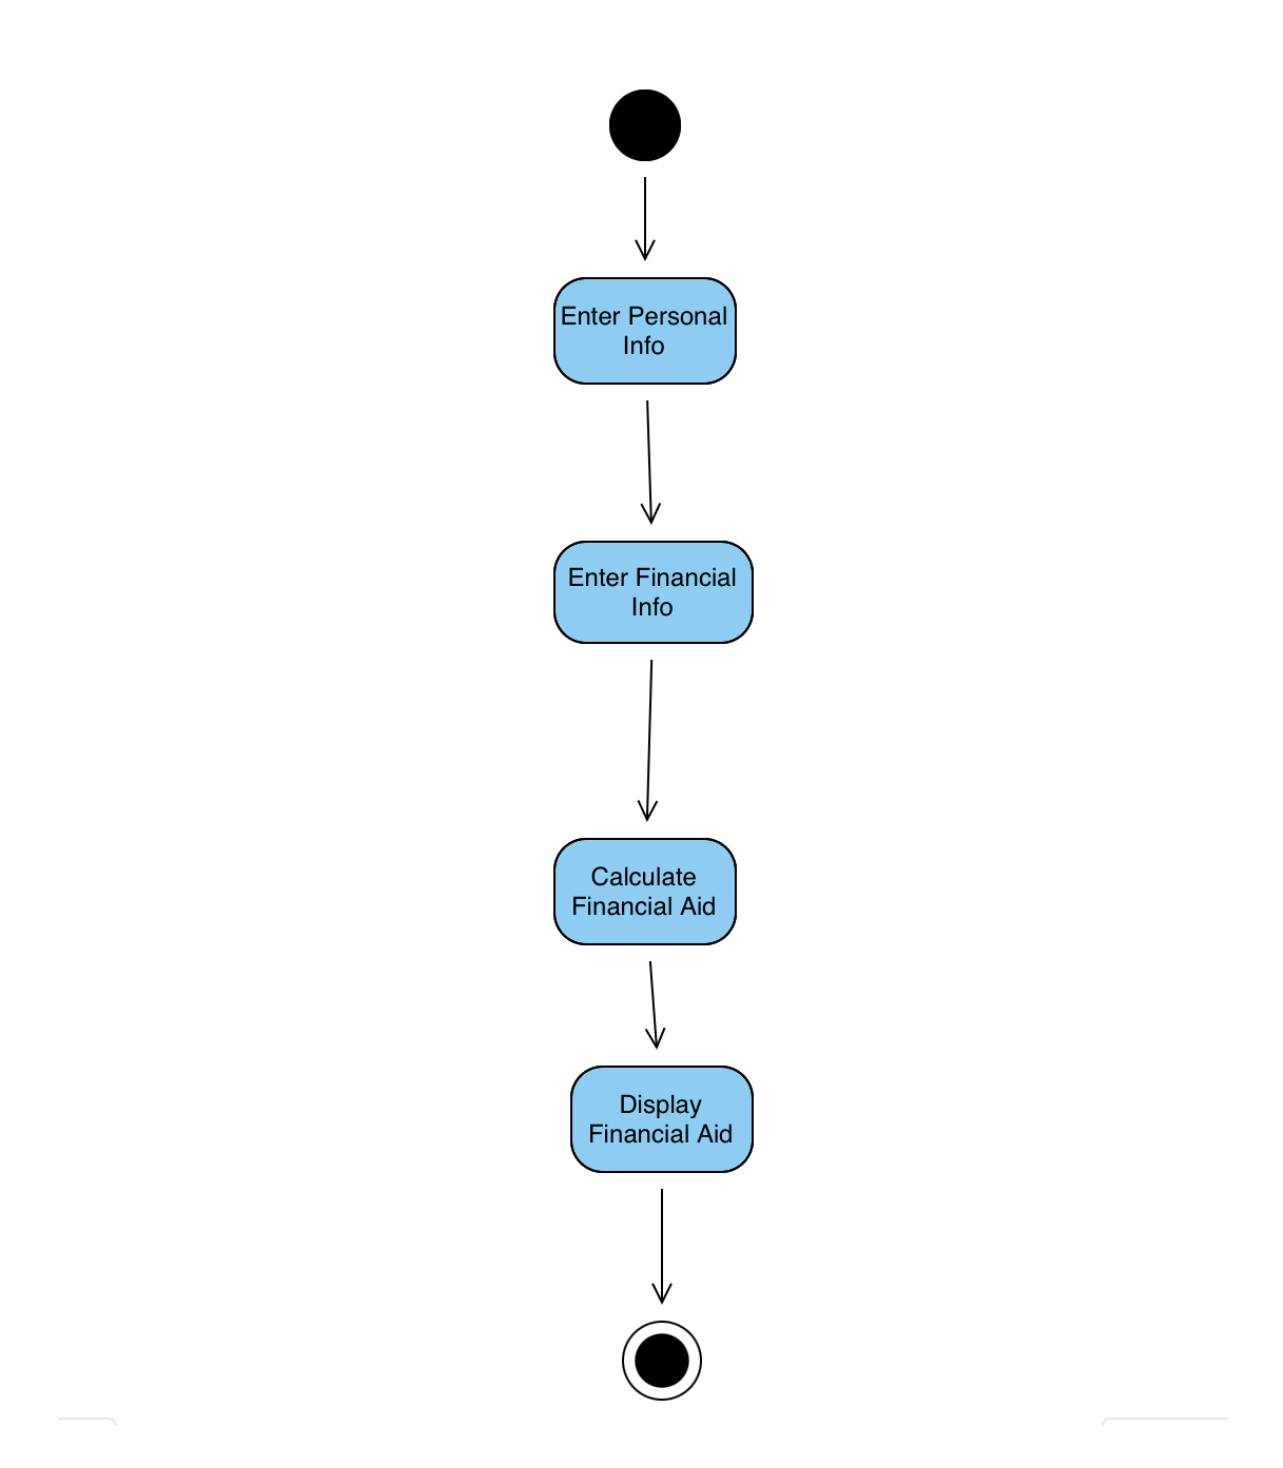 Enter Personal
Info
Enter Financial
Info
Calculate
Financial Aid
Display
Financial Aid